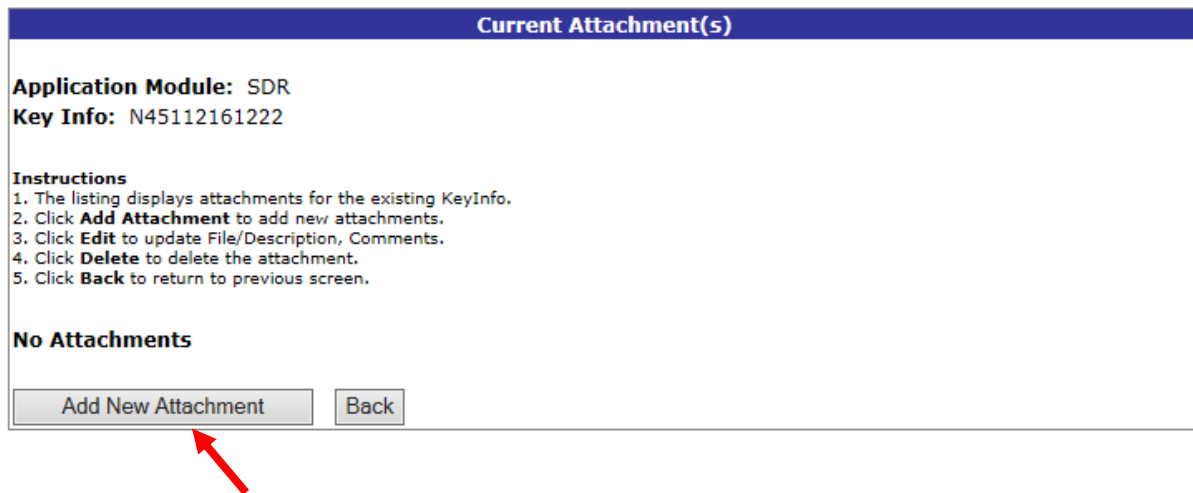 Current Attachment(s)
Application Module: SDR
Key Info: N45112161222
Instructions
1. The listing displays attachments for the existing KeyInfo.
2. Click Add Attachment to add new attachments.
3. Click Edit to update File/Description, Comments.
4. Click Delete to delete the attachment.
5. Click Back to return to previous screen.
No Attachments
Add New Attachment Back